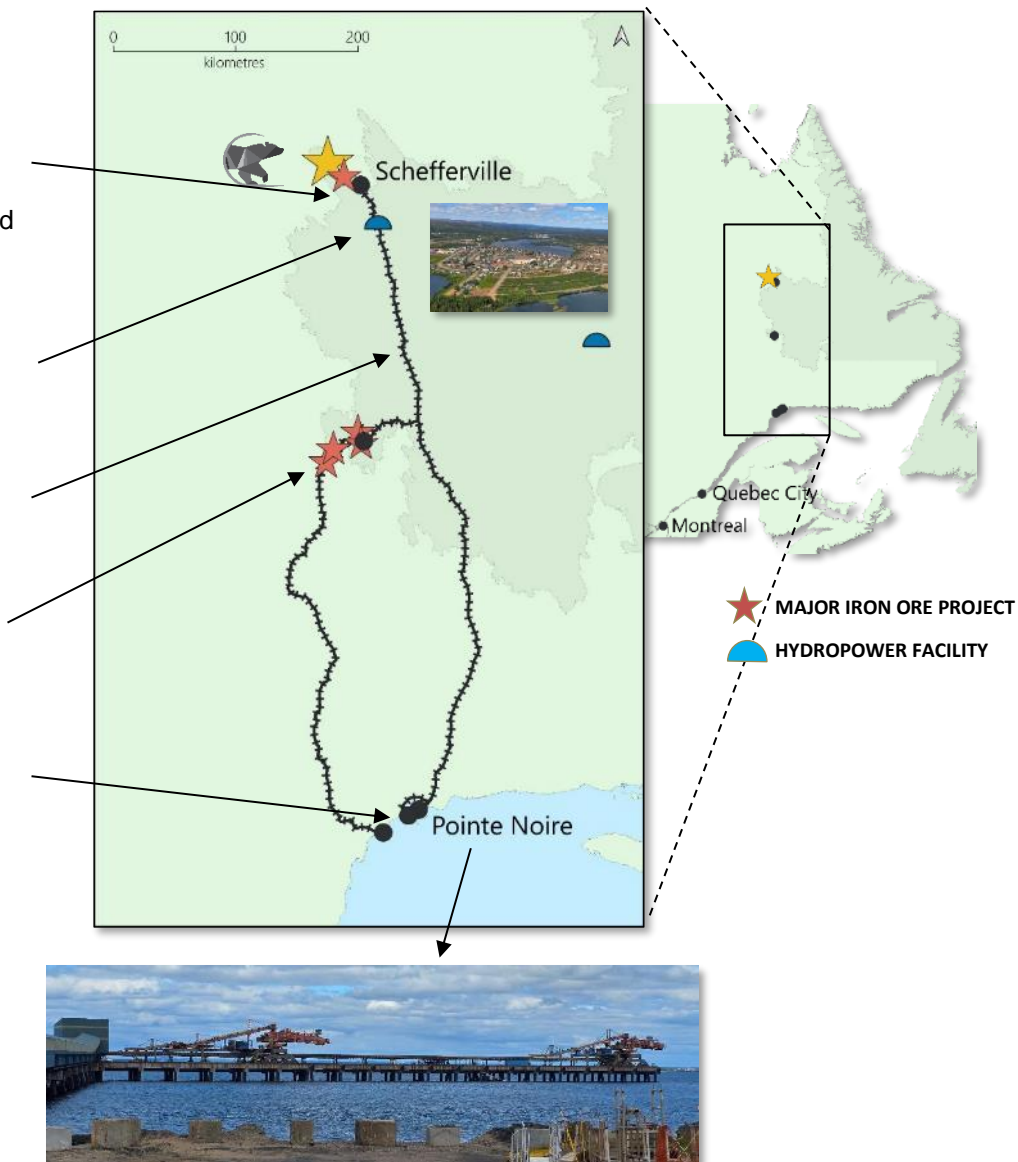 0 100 200
kilometres
Schefferville
d
Pointe Noire
Quebec City
Montreal
MAJOR IRON ORE PROJECT
HYDROPOWER FACILITY